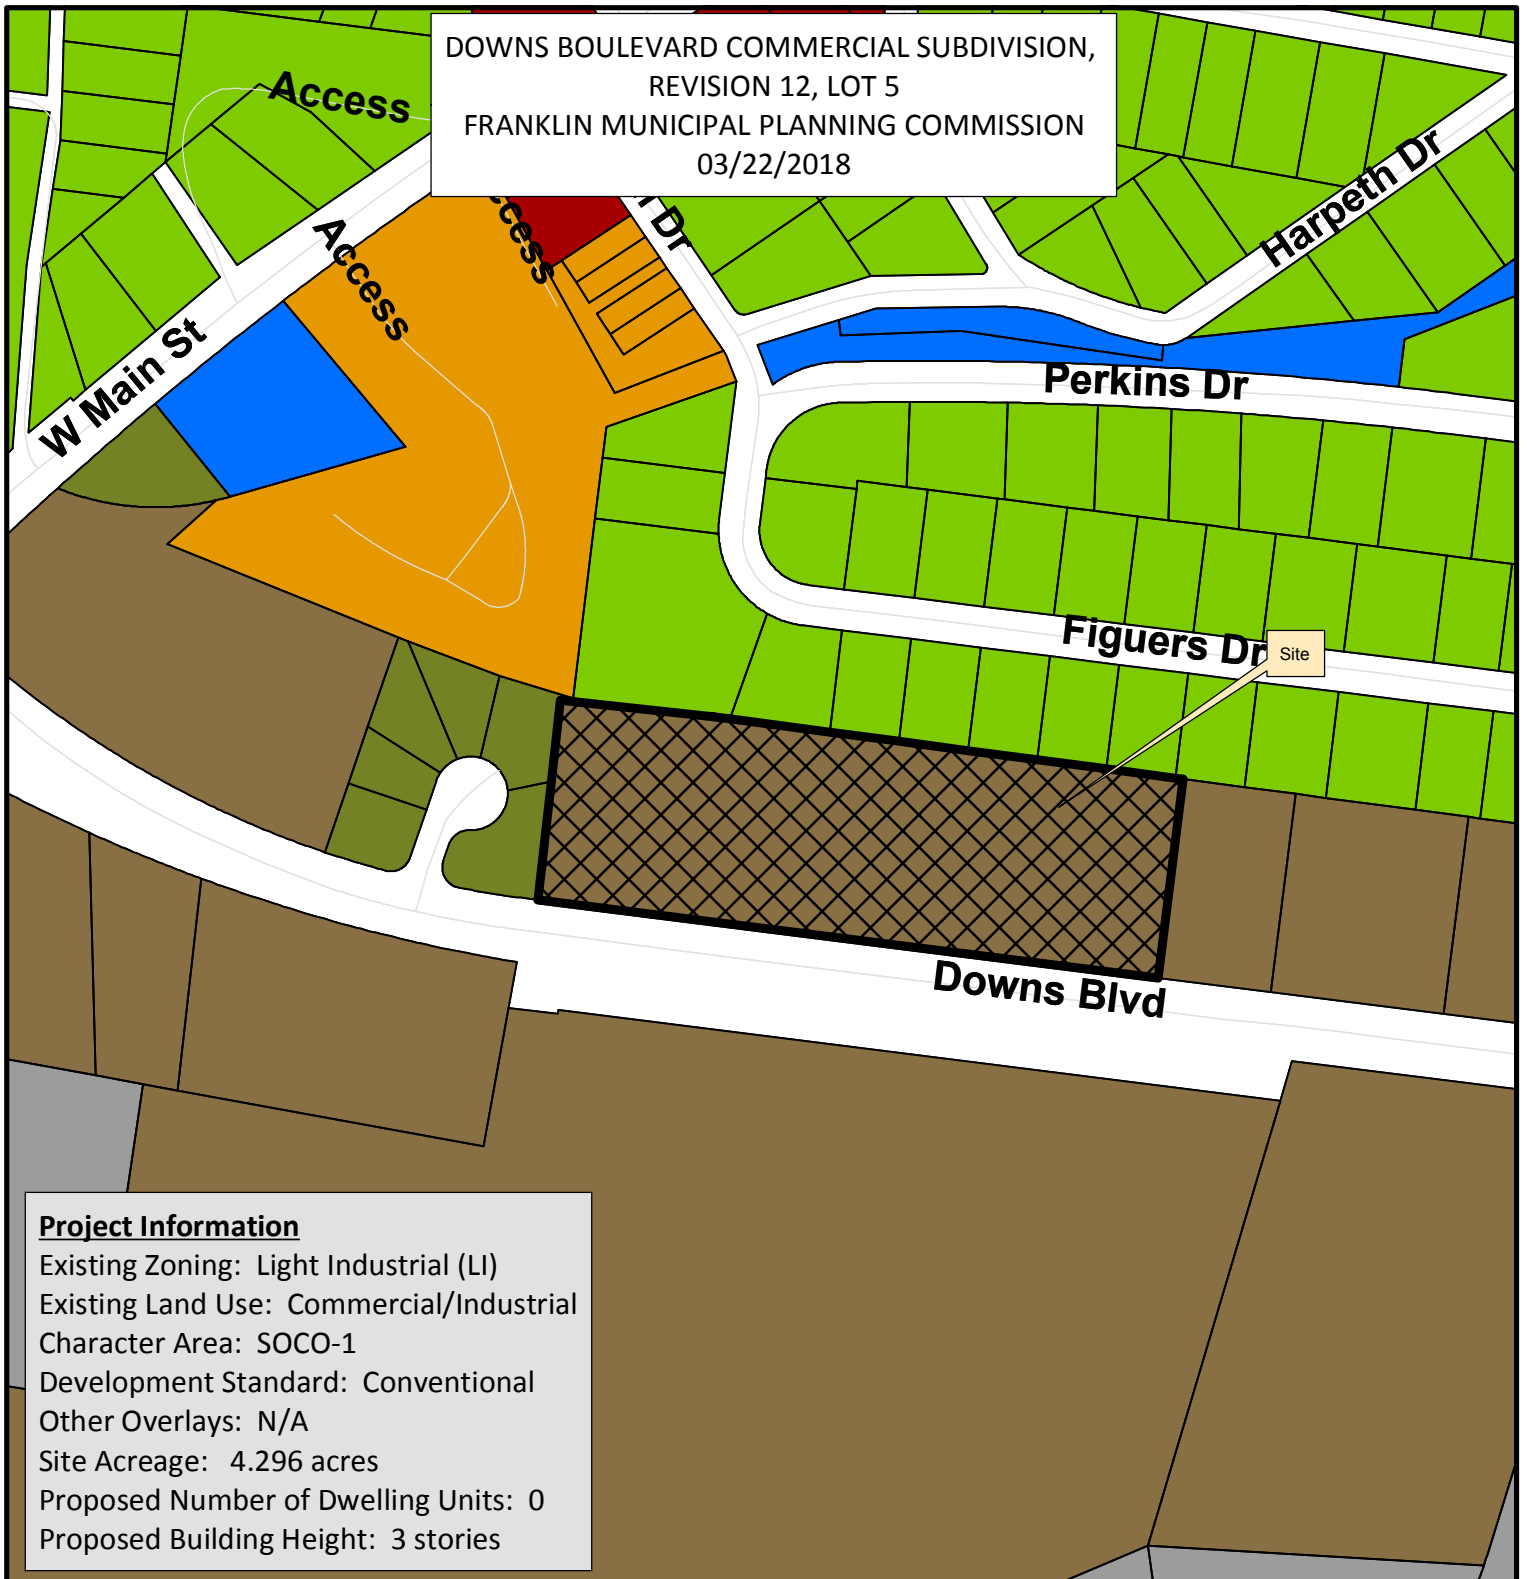 DOWNS BOULEVARD COMMERCIAL SUBDIVISION,
REVISION 12, LOT 5
FRANKLIN MUNICIPAL PLANNING COMMISSION
03/22/2018
Access
Access
Dr
Harpeth Dr
W Main St
Perkins Dr
Figuers Dr
Site
Downs Blvd
Project Information
Existing Zoning: Light Industrial (LI)
Existing Land Use: Commercial/Industrial
Character Area: SOCO-1
Development Standard: Conventional
Other Overlays: N/A
Site Acreage: 4.296 acres
Proposed Number of Dwelling Units: 0
Proposed Building Height: 3 stories